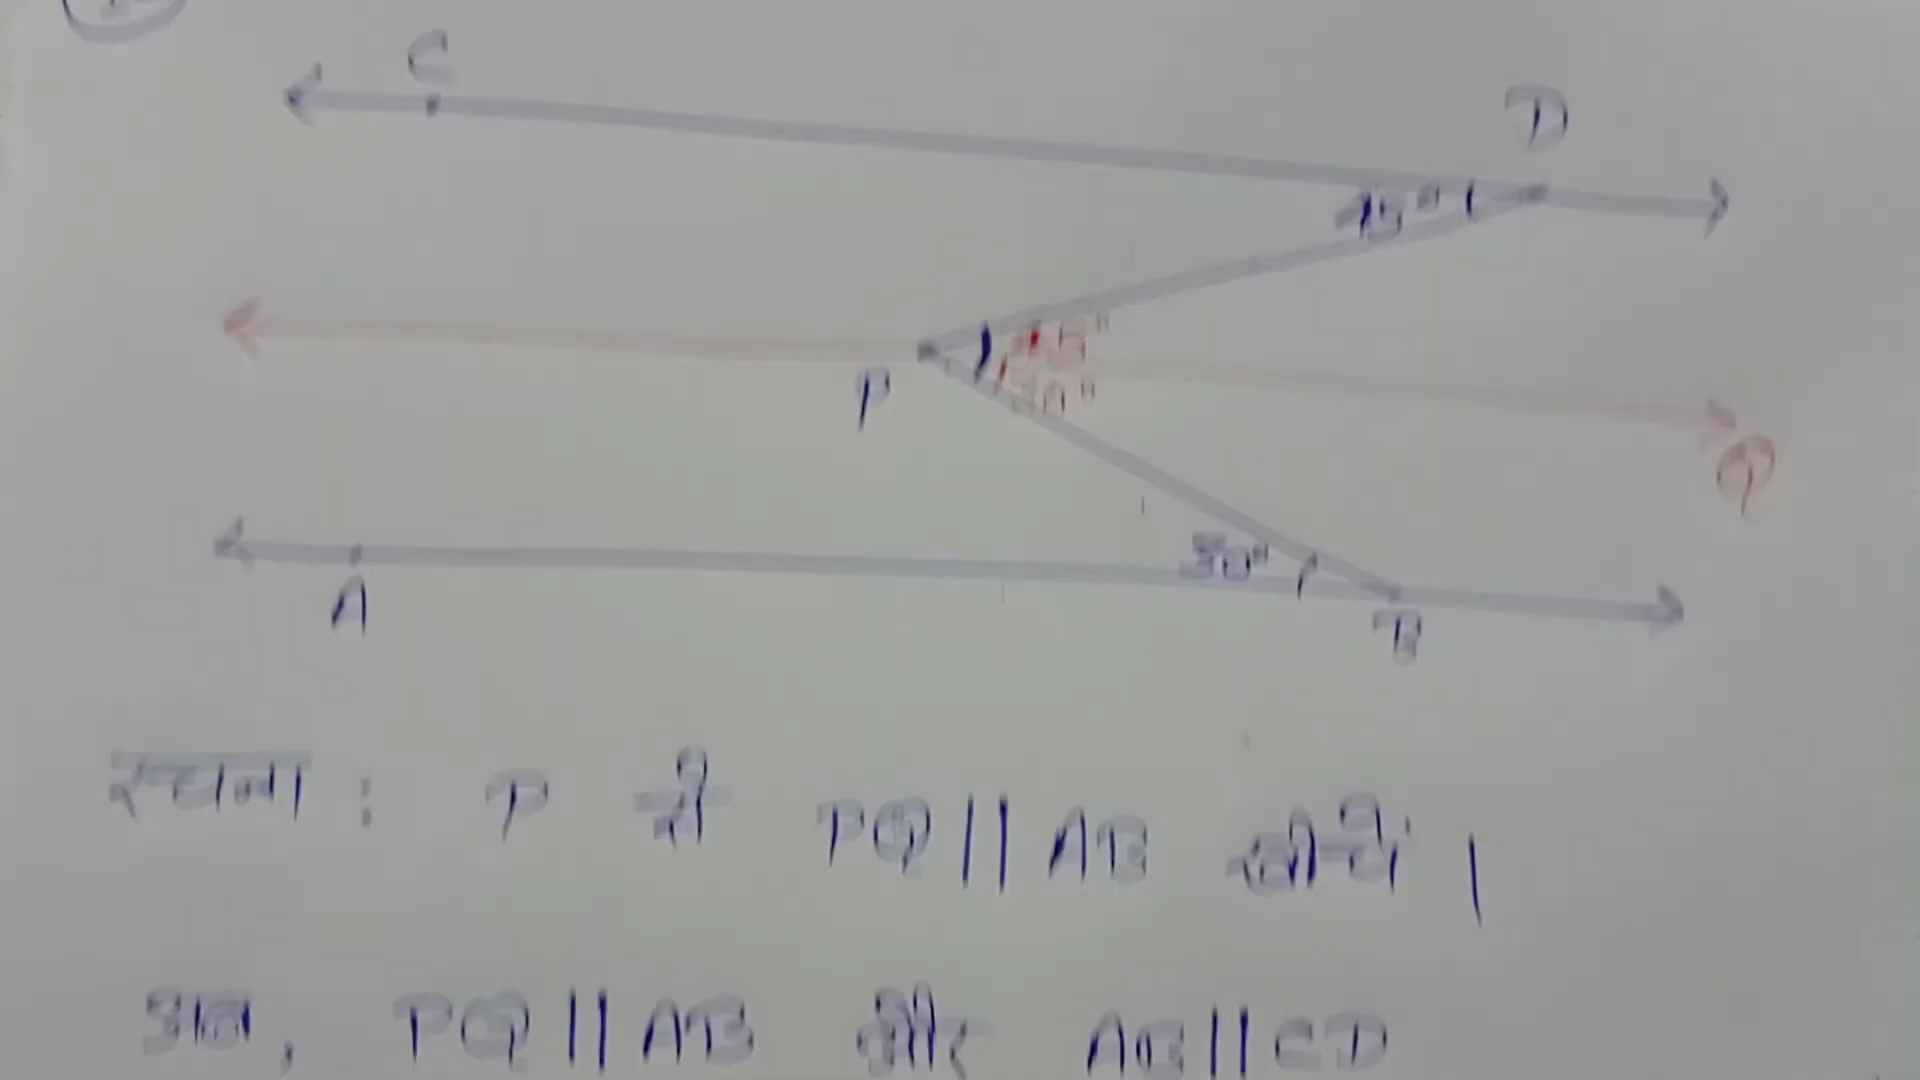 C
D
45°
45°
P
30°
Q
30°
A
B
रचना : P से PQ || AB खींचें |
अब, PQ || AB और AB || CD